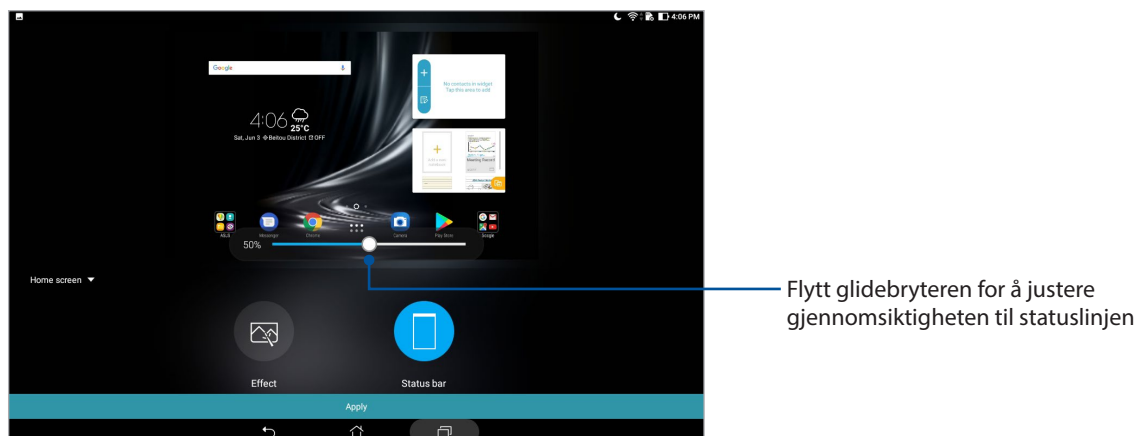 4:06 PM
Google
No contacts in widget
Tap this area to add
4:06
25°C
Sat, Jun 3 Beitou District OFF
Meeting Record
ASUS Messenger Chrome Camera Play Store Google
50%
Home screen
Flytt glidebryteren for å justere
gjennomsiktigheten til statuslinjen
Effect Status bar
Apply